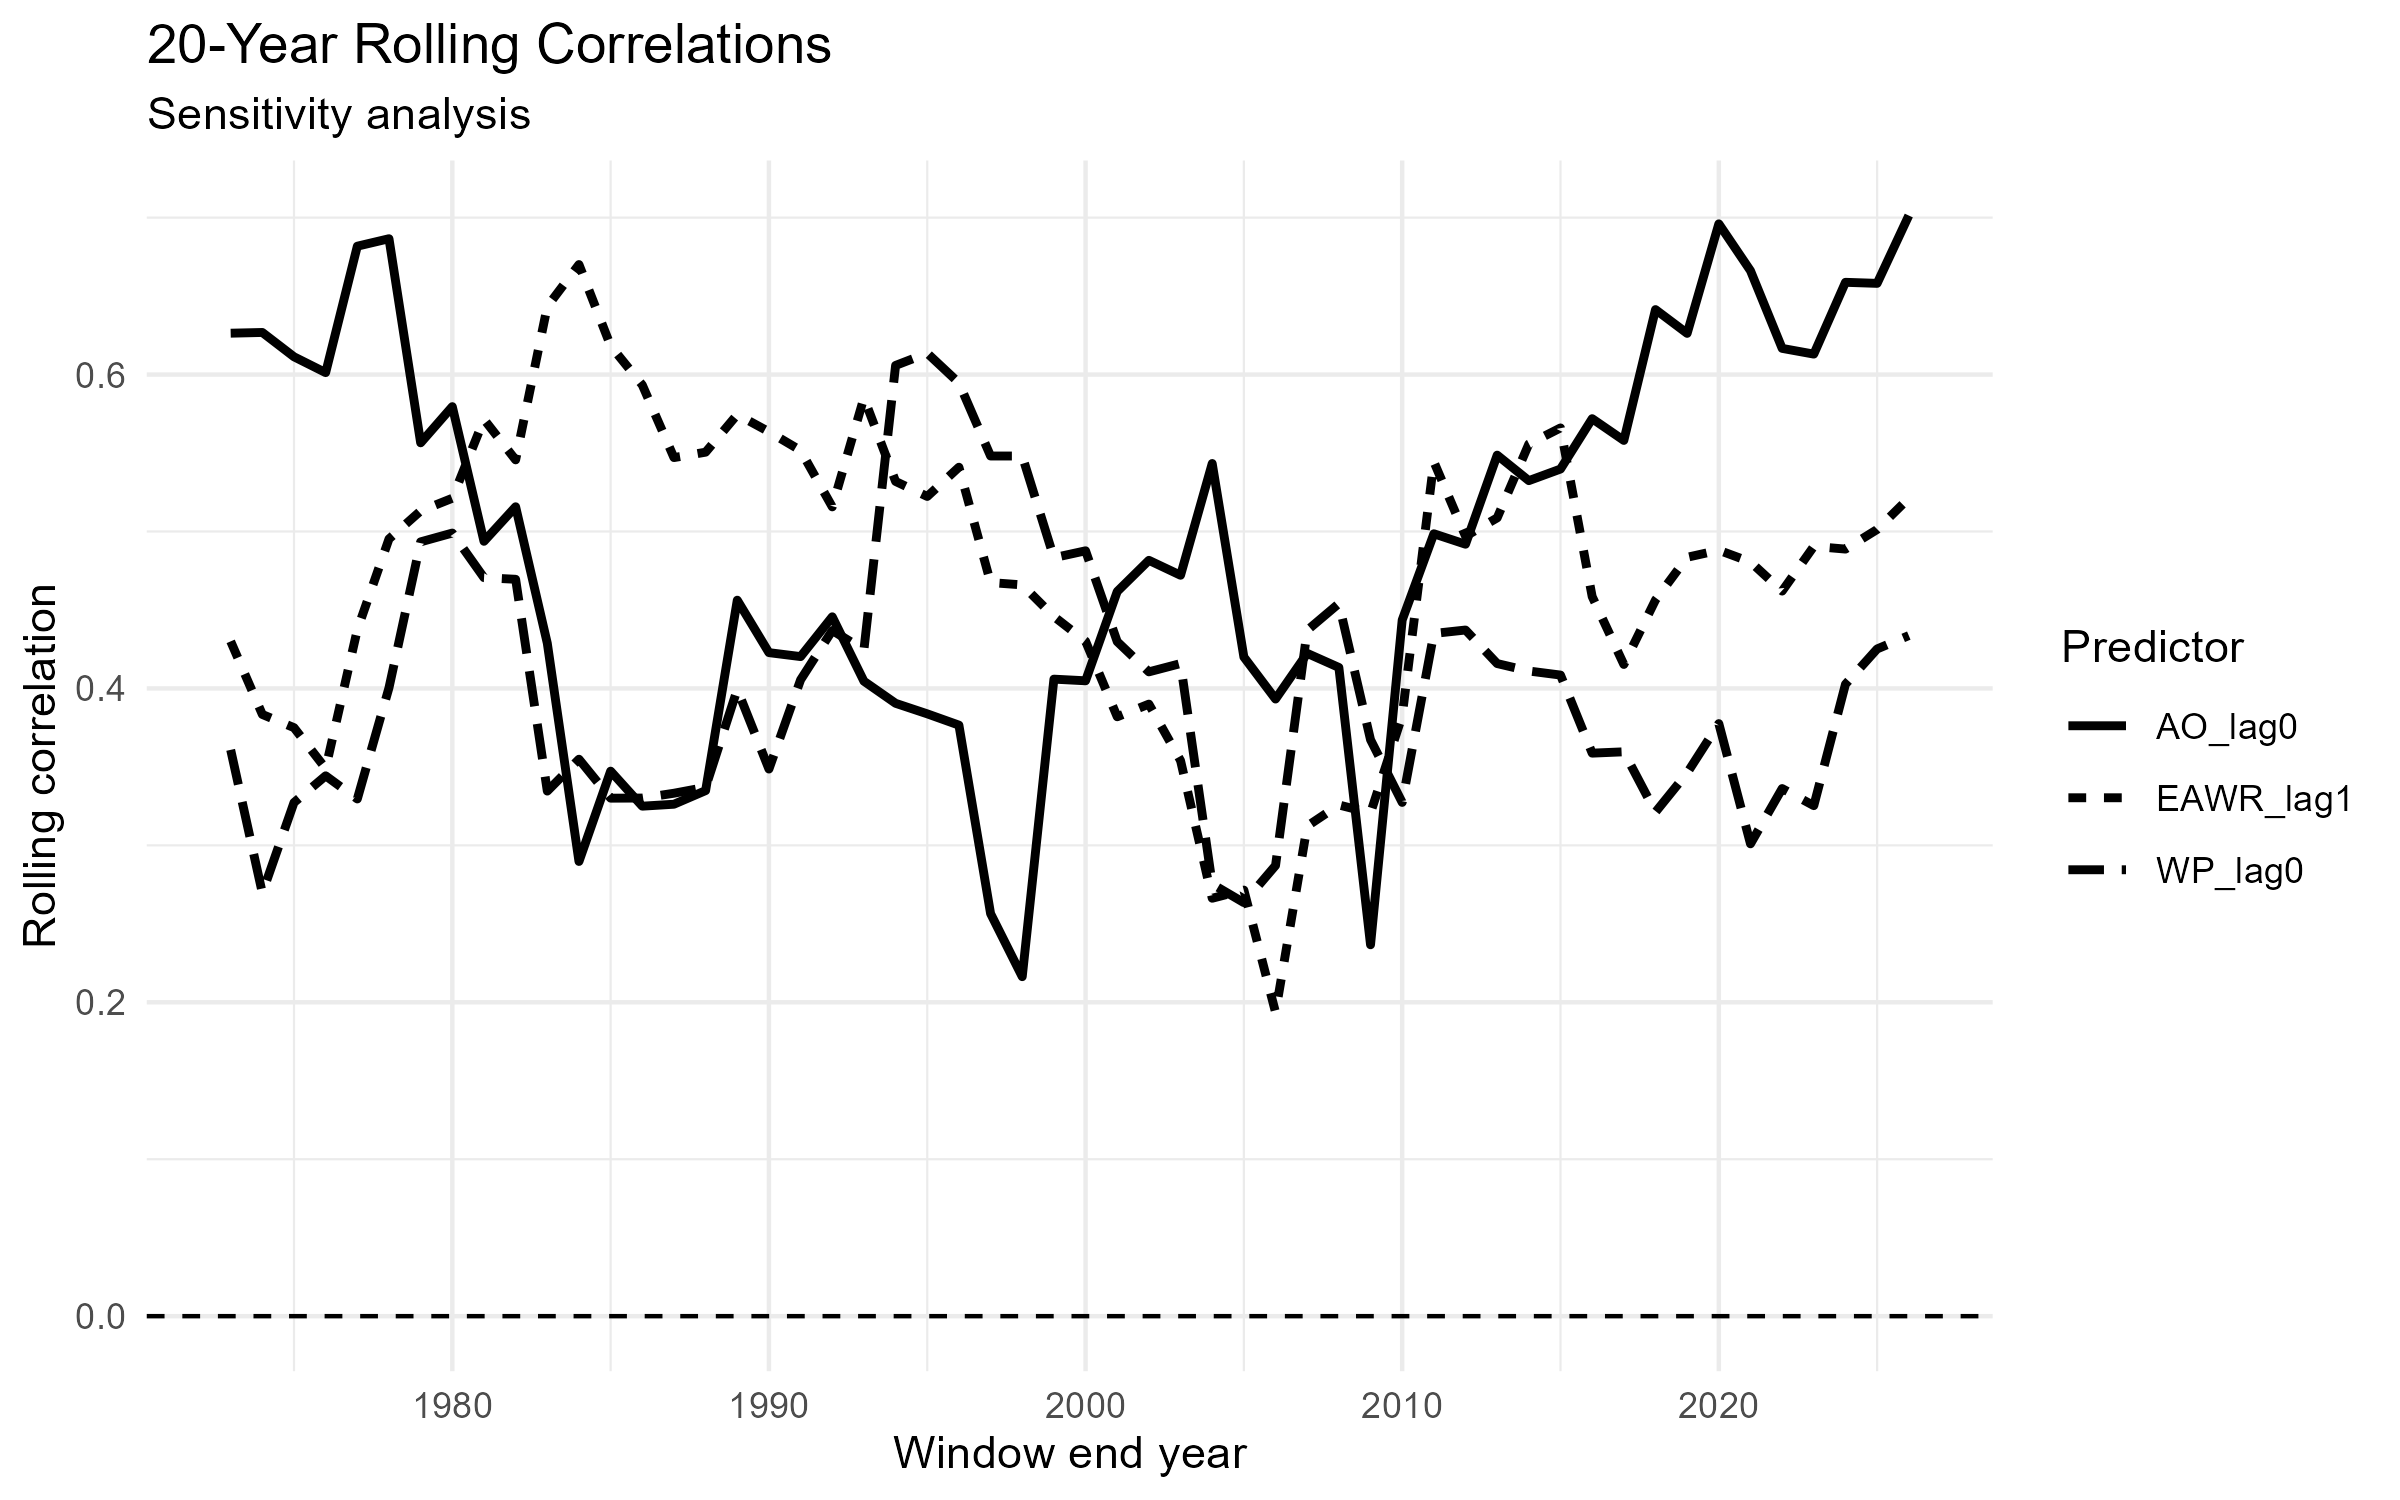 20-Year Rolling Correlations
Sensitivity analysis
Rolling correlation
0.6
0.4
0.2
0.0
1980
1990
2000
2010
2020
Window end year
Predictor
AO_lag0
EAWR_lag1
WP_lag0